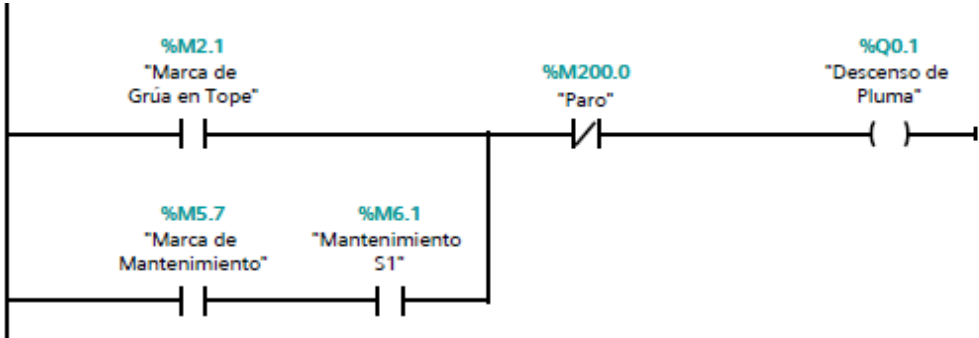 %M2.1
"Marca de
Grúa en Tope"
%M200.0
"Paro"
%Q0.1
"Descenso de
Pluma"
%M5.7
"Marca de
Mantenimiento"
%M6.1
"Mantenimiento
S1"